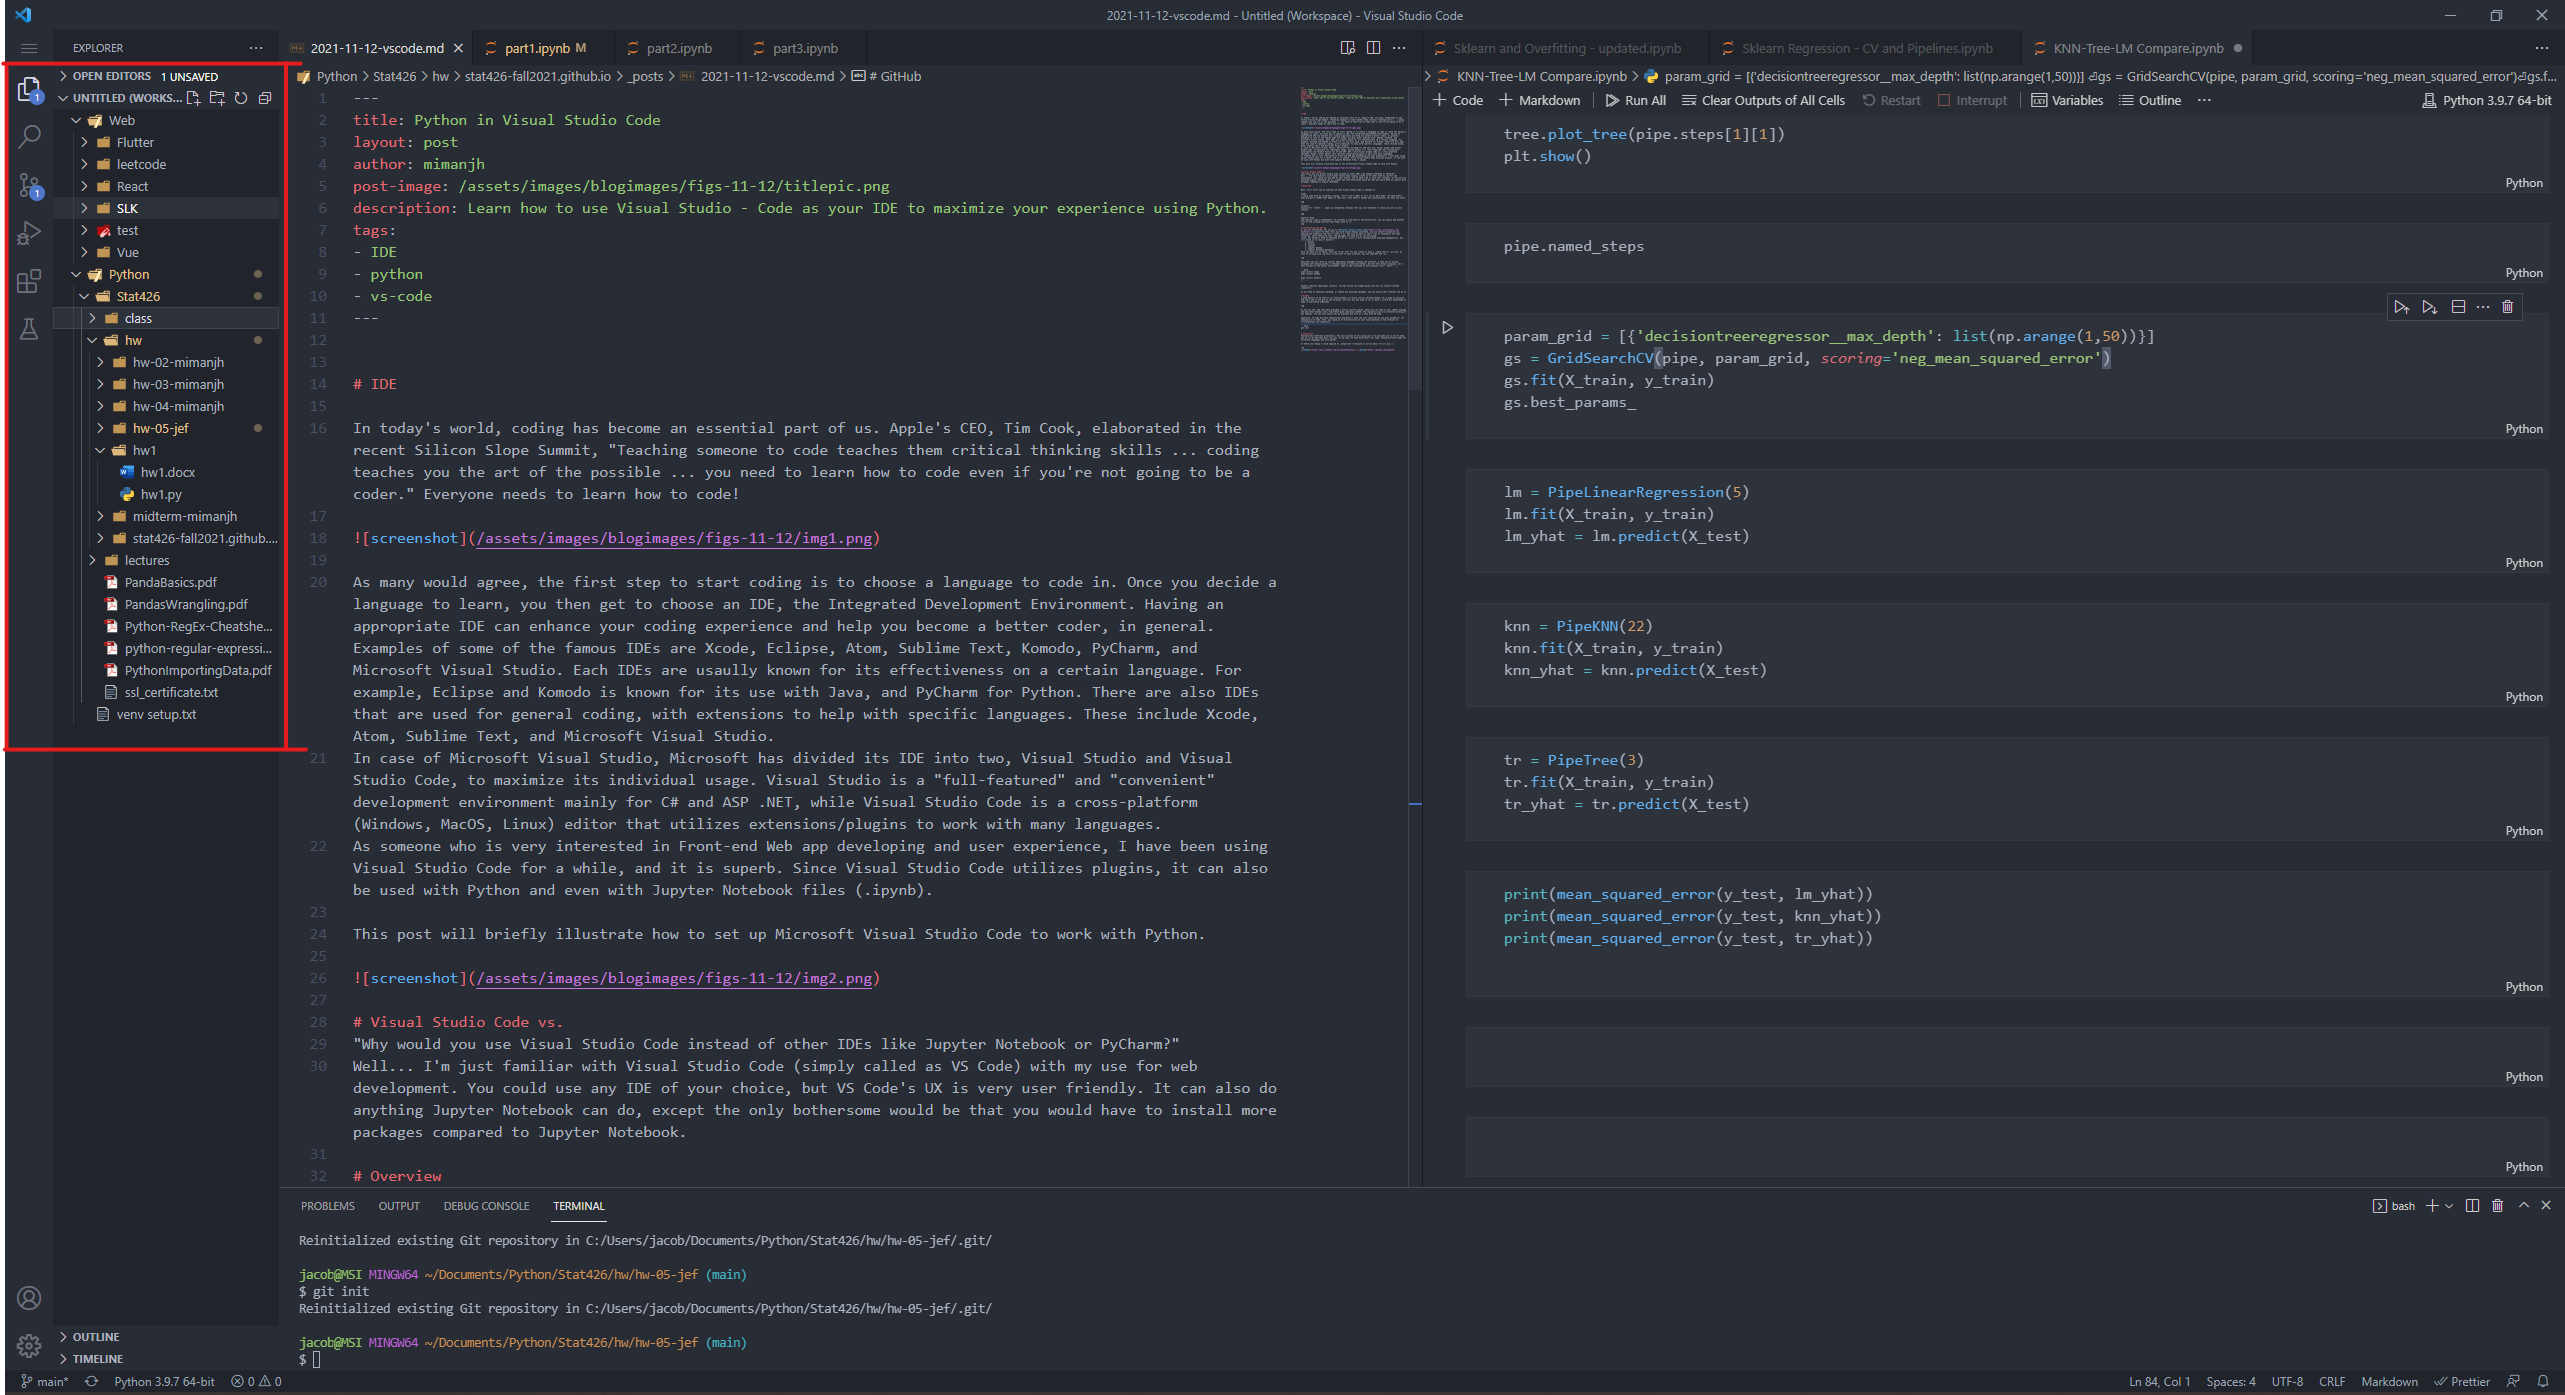 2021-11-12-vscode.md - Untitled (Workspace) - Visual Studio Code
EXPLORER
OPEN EDITORS 1 UNSAVED
UNTITLED (WORKS...
Web
Flutter
leetcode
React
SLK
test
Vue
Python
Stat426
class
hw
hw-02-mimanjh
hw-03-mimanjh
hw-04-mimanjh
hw-05-jef
hw1
hw1.docx
hw1.py
midterm-mimanjh
stat426-fall2021.github....
lectures
PandaBasics.pdf
PandasWrangling.pdf
Python-RegEx-Cheatshe...
python-regular-expressi...
PythonImportingData.pdf
ssl_certificate.txt
venv setup.txt
OUTLINE
TIMELINE
2021-11-12-vscode.md part1.ipynb M part2.ipynb part3.ipynb
Python > Stat426 > hw > stat426-fall2021.github.io > _posts > 2021-11-12-vscode.md > # GitHub
1 ---
2 title: Python in Visual Studio Code
3 layout: post
4 author: mimanjh
5 post-image: /assets/images/blogimages/figs-11-12/titlepic.png
6 description: Learn how to use Visual Studio - Code as your IDE to maximize your experience using Python.
7 tags:
8 - IDE
9 - python
10 - vs-code
11 ---
12
13
14 # IDE
15
16 In today's world, coding has become an essential part of us. Apple's CEO, Tim Cook, elaborated in the
recent Silicon Slope Summit, "Teaching someone to code teaches them critical thinking skills ... coding
teaches you the art of the possible ... you need to learn how to code even if you're not going to be a
coder." Everyone needs to learn how to code!
17
18 ![screenshot](/assets/images/blogimages/figs-11-12/img1.png)
19
20 As many would agree, the first step to start coding is to choose a language to code in. Once you decide a
language to learn, you then get to choose an IDE, the Integrated Development Environment. Having an
appropriate IDE can enhance your coding experience and help you become a better coder, in general.
Examples of some of the famous IDEs are Xcode, Eclipse, Atom, Sublime Text, Komodo, PyCharm, and
Microsoft Visual Studio. Each IDEs are usaully known for its effectiveness on a certain language. For
example, Eclipse and Komodo is known for its use with Java, and PyCharm for Python. There are also IDEs
that are used for general coding, with extensions to help with specific languages. These include Xcode,
Atom, Sublime Text, and Microsoft Visual Studio.
21 In case of Microsoft Visual Studio, Microsoft has divided its IDE into two, Visual Studio and Visual
Studio Code, to maximize its individual usage. Visual Studio is a "full-featured" and "convenient"
development environment mainly for C# and ASP .NET, while Visual Studio Code is a cross-platform
(Windows, MacOS, Linux) editor that utilizes extensions/plugins to work with many languages.
22 As someone who is very interested in Front-end Web app developing and user experience, I have been using
Visual Studio Code for a while, and it is superb. Since Visual Studio Code utilizes plugins, it can also
be used with Python and even with Jupyter Notebook files (.ipynb).
23
24 This post will briefly illustrate how to set up Microsoft Visual Studio Code to work with Python.
25
26 ![screenshot](/assets/images/blogimages/figs-11-12/img2.png)
27
28 # Visual Studio Code vs.
29 "Why would you use Visual Studio Code instead of other IDEs like Jupyter Notebook or PyCharm?"
30 Well... I'm just familiar with Visual Studio Code (simply called as VS Code) with my use for web
development. You could use any IDE of your choice, but VS Code's UX is very user friendly. It can also do
anything Jupyter Notebook can do, except the only bothersome would be that you would have to install more
packages compared to Jupyter Notebook.
31
32 # Overview
Sklearn and Overfitting - updated.ipynb Sklearn Regression - CV and Pipelines.ipynb KNN-Tree-LM Compare.ipynb
KNN-Tree-LM Compare.ipynb > param_grid = [{'decisiontreeregressor__max_depth': list(np.arange(1,50))}] ⏎gs = GridSearchCV(pipe, param_grid, scoring='neg_mean_squared_error')⏎gs.f...
Code Markdown Run All Clear Outputs of All Cells Restart Interrupt Variables Outline Python 3.9.7 64-bit
tree.plot_tree(pipe.steps[1][1])
plt.show()
Python
pipe.named_steps
Python
param_grid = [{'decisiontreeregressor__max_depth': list(np.arange(1,50))}]
gs = GridSearchCV(pipe, param_grid, scoring='neg_mean_squared_error')
gs.fit(X_train, y_train)
gs.best_params_
Python
lm = PipeLinearRegression(5)
lm.fit(X_train, y_train)
lm_yhat = lm.predict(X_test)
Python
knn = PipeKNN(22)
knn.fit(X_train, y_train)
knn_yhat = knn.predict(X_test)
Python
tr = PipeTree(3)
tr.fit(X_train, y_train)
tr_yhat = tr.predict(X_test)
Python
print(mean_squared_error(y_test, lm_yhat))
print(mean_squared_error(y_test, knn_yhat))
print(mean_squared_error(y_test, tr_yhat))
Python
Python
Python
PROBLEMS OUTPUT DEBUG CONSOLE TERMINAL
bash
Reinitialized existing Git repository in C:/Users/jacob/Documents/Python/Stat426/hw/hw-05-jef/.git/
jacob@MSI MINGW64 ~/Documents/Python/Stat426/hw/hw-05-jef (main)
$ git init
Reinitialized existing Git repository in C:/Users/jacob/Documents/Python/Stat426/hw/hw-05-jef/.git/
jacob@MSI MINGW64 ~/Documents/Python/Stat426/hw/hw-05-jef (main)
$
main* Python 3.9.7 64-bit 0 0
Ln 84, Col 1 Spaces: 4 UTF-8 CRLF Markdown Prettier